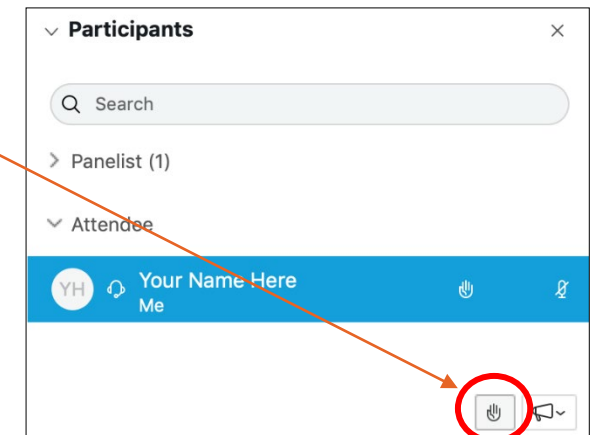 Participants
Search
Panelist (1)
Attendee
YH
Your Name Here
Me